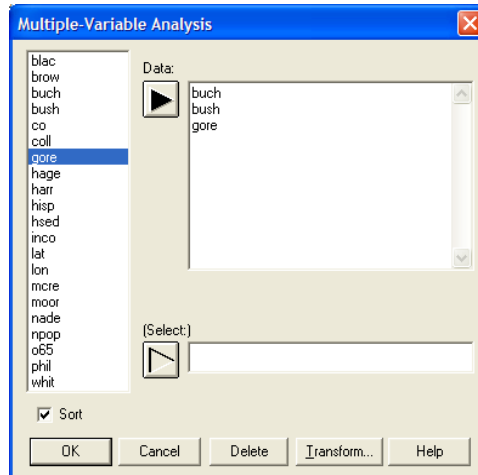 Multiple-Variable Analysis
blac
brow
buch
bush
co
coll
gore
hage
harr
hisp
hsed
inco
lat
lon
mcre
moor
nade
npop
o65
phil
whit
Data:
buch
bush
gore
(Select:)
Sort
OK
Cancel
Delete
Transform...
Help